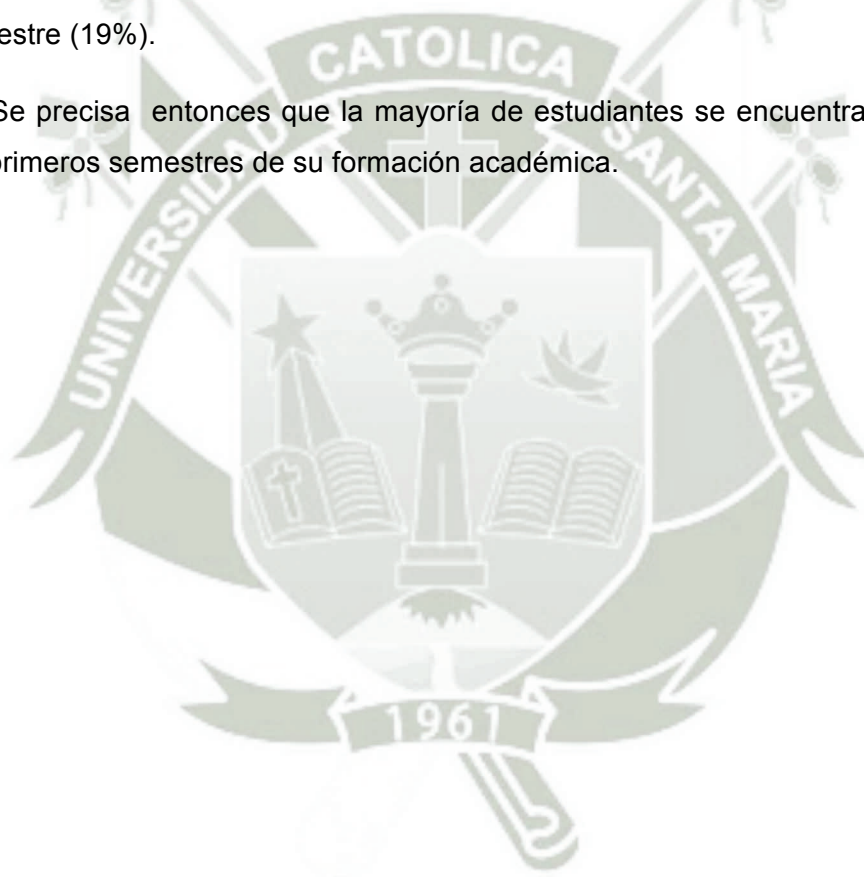 estre (19%).
Se precisa entonces que la mayoría de estudiantes se encuentra
primeros semestres de su formación académica.
UNIVERSIDAD CATOLICA SANTA MARIA
1961